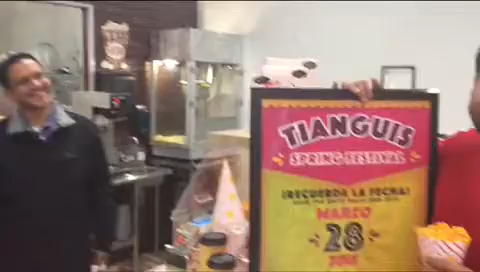 TIANGUIS
SPRING FESTIVAL
¡RECUERDA LA FECHA!
MARZO
28